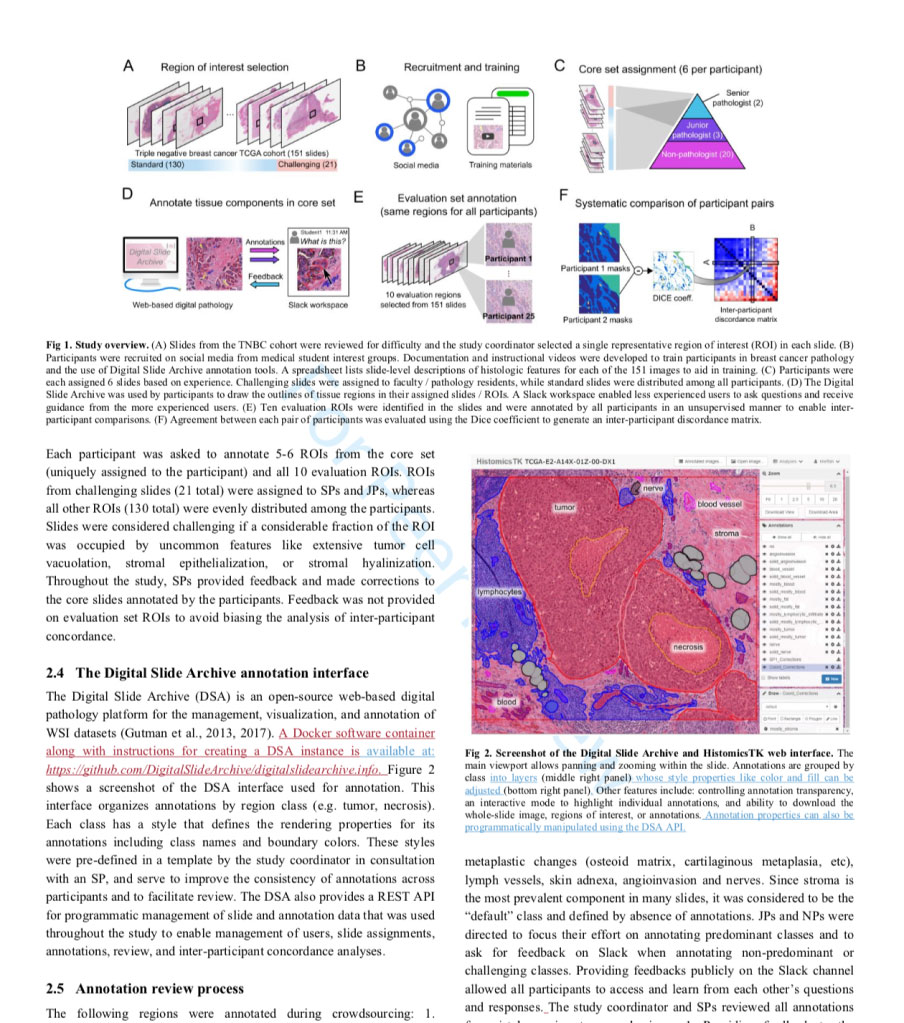 A Region of interest selection
B Recruitment and training
C Core set assignment (6 per participant)
Triple negative breast cancer TCGA cohort (151 slides)
Standard (130)
Challenging (21)
Social media
Training materials
Senior
pathologist (2)
Junior
pathologist (3)
Non-pathologist (20)
D Annotate tissue components in core set
E Evaluation set annotation
(same regions for all participants)
F Systematic comparison of participant pairs
Digital Slide
Archive
Annotations
Feedback
Student1 11:31 AM
What is this?
Web-based digital pathology
Slack workspace
Participant 1
Participant 25
10 evaluation regions
selected from 151 slides
Participant 1 masks
Participant 2 masks
DICE coeff.
B
A
Inter-participant
discordance matrix
Fig 1. Study overview. (A) Slides from the TNBC cohort were reviewed for difficulty and the study coordinator selected a single representative region of interest (ROI) in each slide. (B)
Participants were recruited on social media from medical student interest groups. Documentation and instructional videos were developed to train participants in breast cancer pathology
and the use of Digital Slide Archive annotation tools. A spreadsheet lists slide-level descriptions of histologic features for each of the 151 images to aid in training. (C) Participants were
each assigned 6 slides based on experience. Challenging slides were assigned to faculty / pathology residents, while standard slides were distributed among all participants. (D) The Digital
Slide Archive was used by participants to draw the outlines of tissue regions in their assigned slides / ROIs. A Slack workspace enabled less experienced users to ask questions and receive
guidance from the more experienced users. (E) Ten evaluation ROIs were identified in the slides and were annotated by all participants in an unsupervised manner to enable inter-
participant comparisons. (F) Agreement between each pair of participants was evaluated using the Dice coefficient to generate an inter-participant discordance matrix.
Each participant was asked to annotate 5-6 ROIs from the core set
(uniquely assigned to the participant) and all 10 evaluation ROIs. ROIs
from challenging slides (21 total) were assigned to SPs and JPs, whereas
all other ROIs (130 total) were evenly distributed among the participants.
Slides were considered challenging if a considerable fraction of the ROI
was occupied by uncommon features like extensive tumor cell
vacuolation, stromal epithelialization, or stromal hyalinization.
Throughout the study, SPs provided feedback and made corrections to
the core slides annotated by the participants. Feedback was not provided
on evaluation set ROIs to avoid biasing the analysis of inter-participant
concordance.
2.4 The Digital Slide Archive annotation interface
The Digital Slide Archive (DSA) is an open-source web-based digital
pathology platform for the management, visualization, and annotation of
WSI datasets (Gutman et al., 2013, 2017). A Docker software container
along with instructions for creating a DSA instance is available at:
https://github.com/DigitalSlideArchive/digitalslidearchive.info. Figure 2
shows a screenshot of the DSA interface used for annotation. This
interface organizes annotations by region class (e.g. tumor, necrosis).
Each class has a style that defines the rendering properties for its
annotations including class names and boundary colors. These styles
were pre-defined in a template by the study coordinator in consultation
with an SP, and serve to improve the consistency of annotations across
participants and to facilitate review. The DSA also provides a REST API
for programmatic management of slide and annotation data that was used
throughout the study to enable management of users, slide assignments,
annotations, review, and inter-participant concordance analyses.
2.5 Annotation review process
The following regions were annotated during crowdsourcing: 1.
HistomicsTK TCGA-E2-A14X-01Z-00-DX1
nerve
blood vessel
tumor
stroma
lymphocytes
necrosis
blood
Zoom
Annotations
Fig 2. Screenshot of the Digital Slide Archive and HistomicsTK web interface. The
main viewport allows panning and zooming within the slide. Annotations are grouped by
class into layers (middle right panel) whose style properties like color and fill can be
adjusted (bottom right panel). Other features include: controlling annotation transparency,
an interactive mode to highlight individual annotations, and ability to download the
whole-slide image, regions of interest, or annotations. Annotation properties can also be
programmatically manipulated using the DSA API.
metaplastic changes (osteoid matrix, cartilaginous metaplasia, etc),
lymph vessels, skin adnexa, angioinvasion and nerves. Since stroma is
the most prevalent component in many slides, it was considered to be the
“default” class and defined by absence of annotations. JPs and NPs were
directed to focus their effort on annotating predominant classes and to
ask for feedback on Slack when annotating non-predominant or
challenging classes. Providing feedbacks publicly on the Slack channel
allowed all participants to access and learn from each other’s questions
and responses. The study coordinator and SPs reviewed all annotations